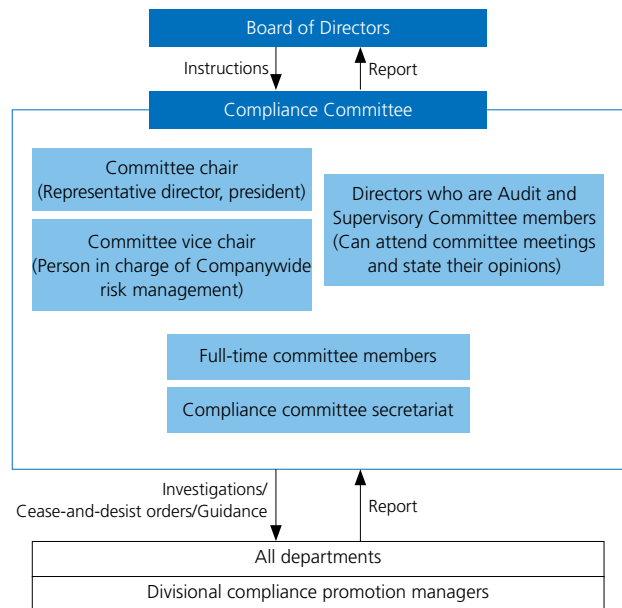 Board of Directors
Instructions
Report
Compliance Committee
Committee chair
(Representative director, president)
Committee vice chair
(Person in charge of Companywide
risk management)
Directors who are Audit and
Supervisory Committee members
(Can attend committee meetings
and state their opinions)
Full-time committee members
Compliance committee secretariat
Investigations/
Cease-and-desist orders/Guidance
Report
All departments
Divisional compliance promotion managers